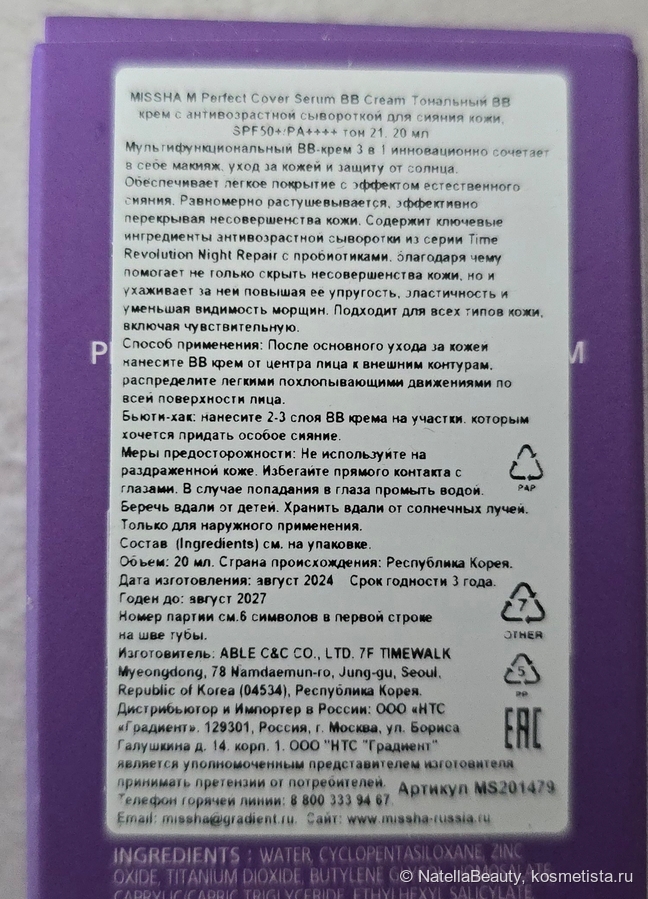 MISSHA M Perfect Cover Serum BB Cream Тональный BB
крем с антивозрастной сывороткой для сияния кожи,
SPF50+/PA++++ тон 21, 20 мл
Мультифункциональный ВВ-крем 3 в 1 инновационно сочетает
в себе макияж, уход за кожей и защиту от солнца.
Обеспечивает легкое покрытие с эффектом естественного
сияния. Равномерно растушевывается, эффективно
перекрывая несовершенства кожи. Содержит ключевые
ингредиенты антивозрастной сыворотки из серии Time
Revolution Night Repair с пробиотиками, благодаря чему
помогает не только скрыть несовершенства кожи, но и
ухаживает за ней повышая ее упругость, эластичность и
уменьшая видимость морщин. Подходит для всех типов кожи,
включая чувствительную.
P M
Способ применения: После основного ухода за кожей
нанесите ВВ крем от центра лица к внешним контурам,
распределите легкими похлопывающими движениями по
всей поверхности лица.
Бьюти-хак: нанесите 2-3 слоя ВВ крема на участки, которым
хочется придать особое сияние.
Меры предосторожности: Не используйте на
раздраженной коже. Избегайте прямого контакта с
глазами. В случае попадания в глаза промыть водой.
PAP
Беречь вдали от детей. Хранить вдали от солнечных лучей.
Только для наружного применения.
Состав (Ingredients) см. на упаковке.
Объем: 20 мл. Страна происхождения: Республика Корея.
Дата изготовления: август 2024 Срок годности 3 года.
Годен до: август 2027
7
OTHER
Номер партии см.6 символов в первой строке
на шве тубы.
Изготовитель: ABLE C&C CO., LTD. 7F TIMEWALK
Myeongdong, 78 Namdaemun-ro, Jung-gu, Seoul,
Republic of Korea (04534), Республика Корея.
5
PP
Дистрибьютор и Импортер в России: ООО «НТС
«Градиент». 129301, Россия, г. Москва, ул. Бориса
Галушкина д. 14. корп. 1. ООО "НТС "Градиент"
EAC
является уполномоченным представителем изготовителя
принимать претензии от потребителей. Артикул MS201479
Телефон горячей линии: 8 800 333 94 67
Email: missha@gradient.ru Сайт: www.missha-russia.ru
INGREDIENTS : WATER, CYCLOPENTASILOXANE, ZINC
OXIDE, TITANIUM DIOXIDE, BUTYLENE GLYCOL, HOMOSALATE,
CAPRYLIC/CAPRIC TRIGLYCERIDE, ETHYLHEXYL SALICYLATE,
© NatellaBeauty, kosmetista.ru